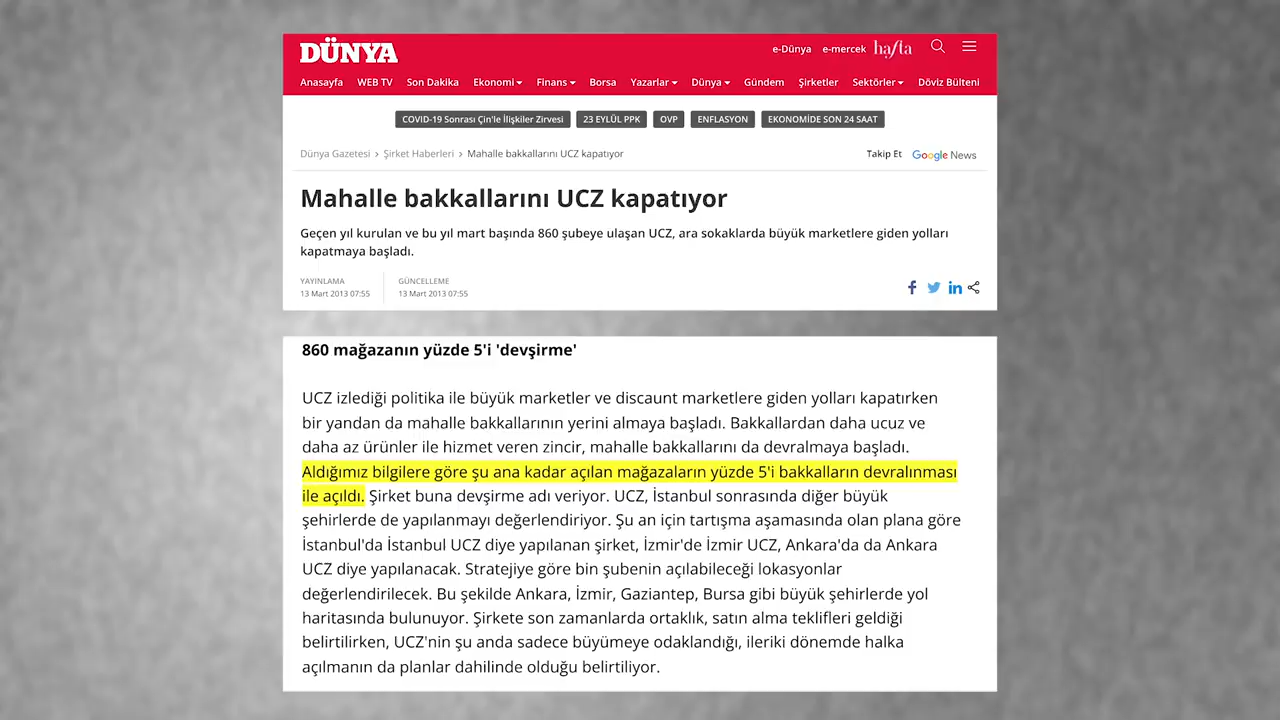 DÜNYA
e-Dünya e-mercek hafta
Anasayfa WEB TV Son Dakika Ekonomi Finans Borsa Yazarlar Dünya Gündem Şirketler Sektörler Döviz Bülteni
COVID-19 Sonrası Çin'le İlişkiler Zirvesi 23 EYLÜL PPK OVP ENFLASYON EKONOMİDE SON 24 SAAT
Dünya Gazetesi > Şirket Haberleri > Mahalle bakkallarını UCZ kapatıyor Takip Et Google News
Mahalle bakkallarını UCZ kapatıyor
Geçen yıl kurulan ve bu yıl mart başında 860 şubeye ulaşan UCZ, ara sokaklarda büyük marketlere giden yolları
kapatmaya başladı.
YAYINLAMA GÜNCELLEME
13 Mart 2013 07:55 13 Mart 2013 07:55
860 mağazanın yüzde 5'i 'devşirme'
UCZ izlediği politika ile büyük marketler ve discaunt marketlere giden yolları kapatırken
bir yandan da mahalle bakkallarının yerini almaya başladı. Bakkallardan daha ucuz ve
daha az ürünler ile hizmet veren zincir, mahalle bakkallarını da devralmaya başladı.
Aldığımız bilgilere göre şu ana kadar açılan mağazaların yüzde 5'i bakkalların devralınması
ile açıldı. Şirket buna devşirme adı veriyor. UCZ, İstanbul sonrasında diğer büyük
şehirlerde de yapılanmayı değerlendiriyor. Şu an için tartışma aşamasında olan plana göre
İstanbul'da İstanbul UCZ diye yapılanan şirket, İzmir'de İzmir UCZ, Ankara'da da Ankara
UCZ diye yapılanacak. Stratejiye göre bin şubenin açılabileceği lokasyonlar
değerlendirilecek. Bu şekilde Ankara, İzmir, Gaziantep, Bursa gibi büyük şehirlerde yol
haritasında bulunuyor. Şirkete son zamanlarda ortaklık, satın alma teklifleri geldiği
belirtilirken, UCZ'nin şu anda sadece büyümeye odaklandığı, ileriki dönemde halka
açılmanın da planlar dahilinde olduğu belirtiliyor.